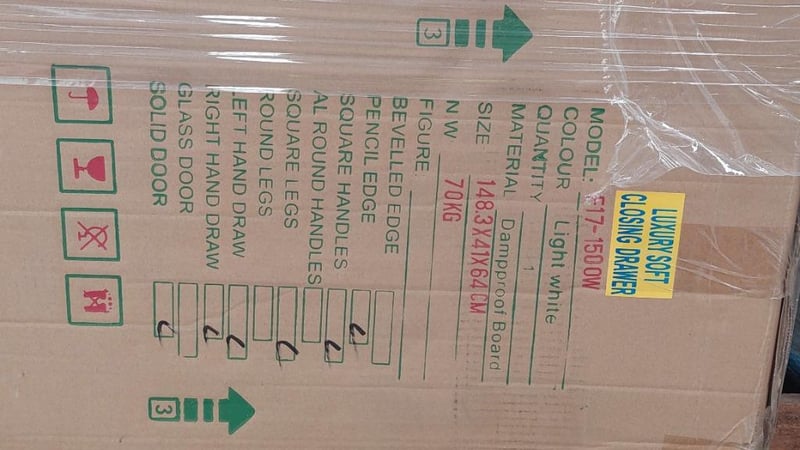 LUXURY SOFT
CLOSING DRAWER
MODEL: F17-1500W
COLOUR Light white
QUANTITY 1
MATERIAL Dampproof Board
SIZE 148.3X41X64CM
N W 70KG
FIGURE:
BEVELLED EDGE
PENCIL EDGE
SQUARE HANDLES
AL ROUND HANDLES
SQUARE LEGS
ROUND LEGS
LEFT HAND DRAW
RIGHT HAND DRAW
GLASS DOOR
SOLID DOOR
3
3